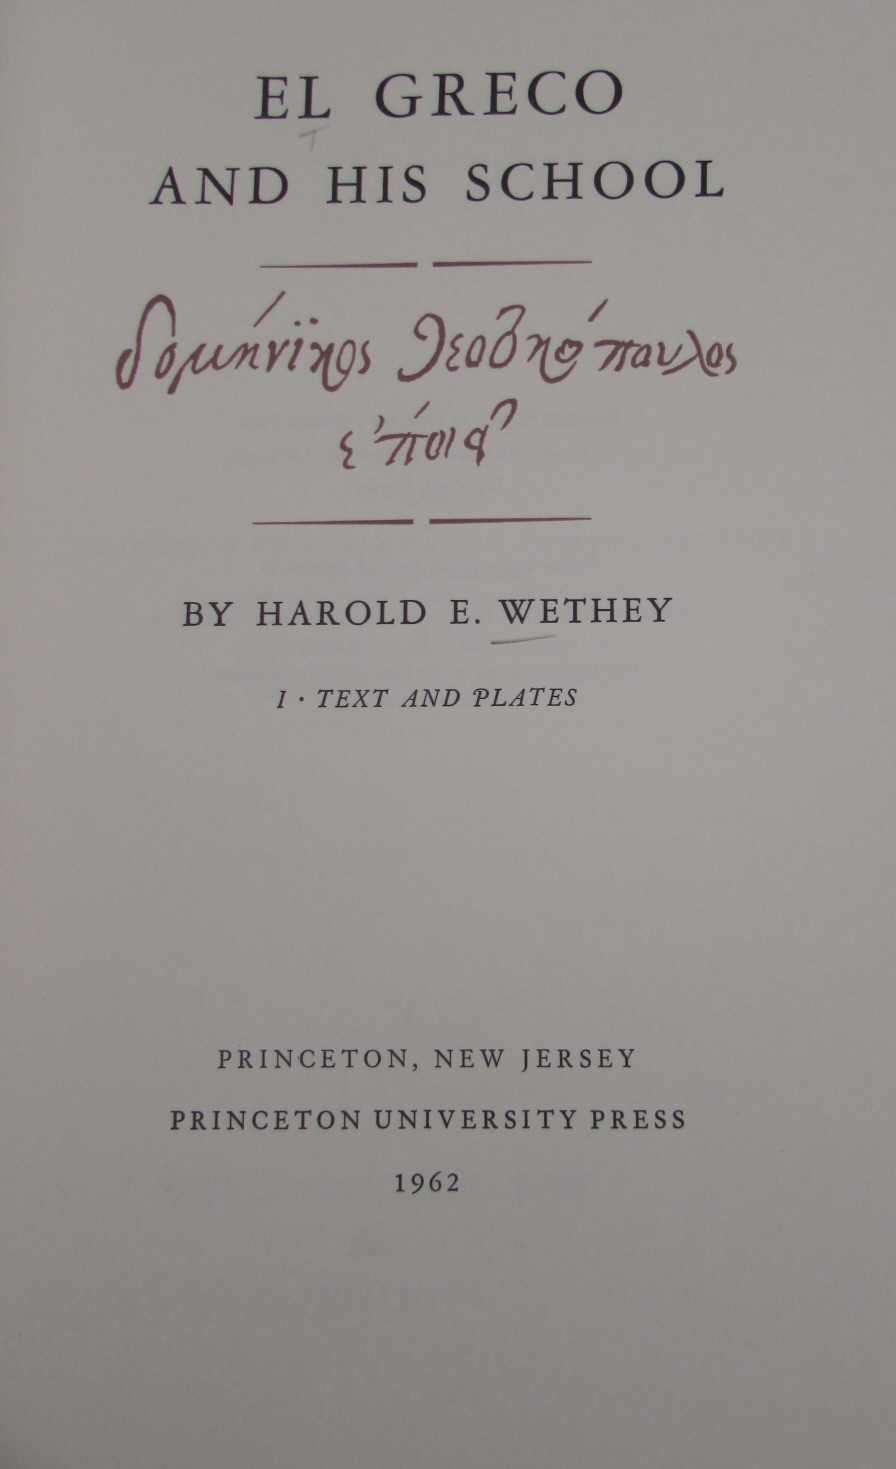 EL GRECO
AND HIS SCHOOL
δομήνικος θεοτοκόπουλος
ἐποίει
BY HAROLD E. WETHEY
I · TEXT AND PLATES
PRINCETON, NEW JERSEY
PRINCETON UNIVERSITY PRESS
1962